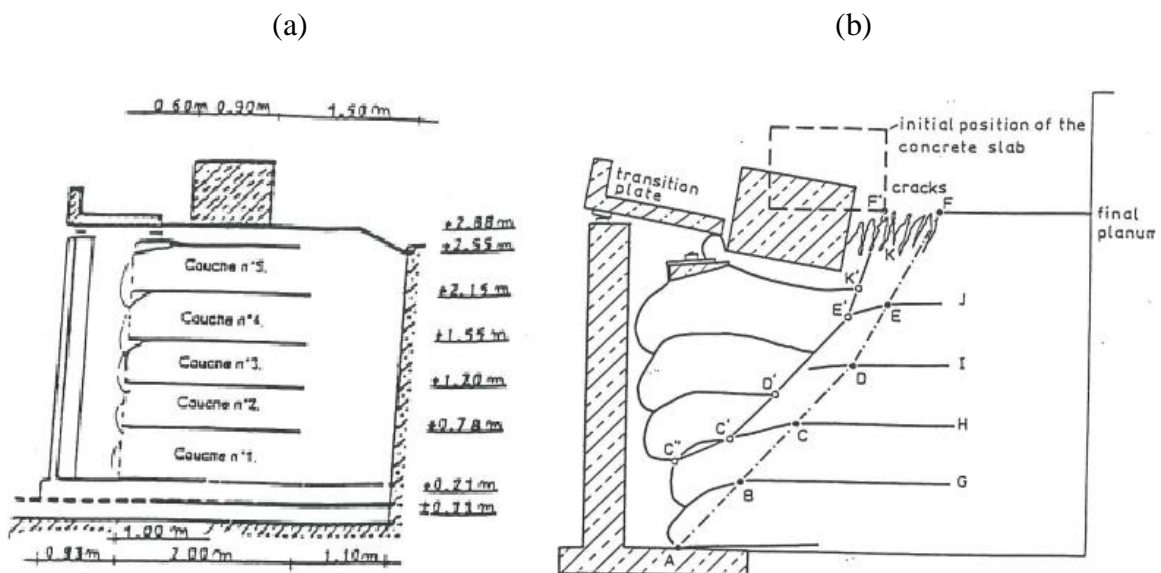 (a)
(b)
0.60m 0.90m 1.50m
+2.88m
+2.55m
Couche n°5.
+2.15m
Couche n°4.
+1.55m
Couche n°3.
+1.20m
Couche n°2.
+0.78m
Couche n°1.
+0.21m
1.00m
2.00m 1.10m
initial position of the
concrete slab
transition
plate
cracks
F' F
final
planum
K
K'
E' E J
D I
D'
C' C H
C"
B G
A